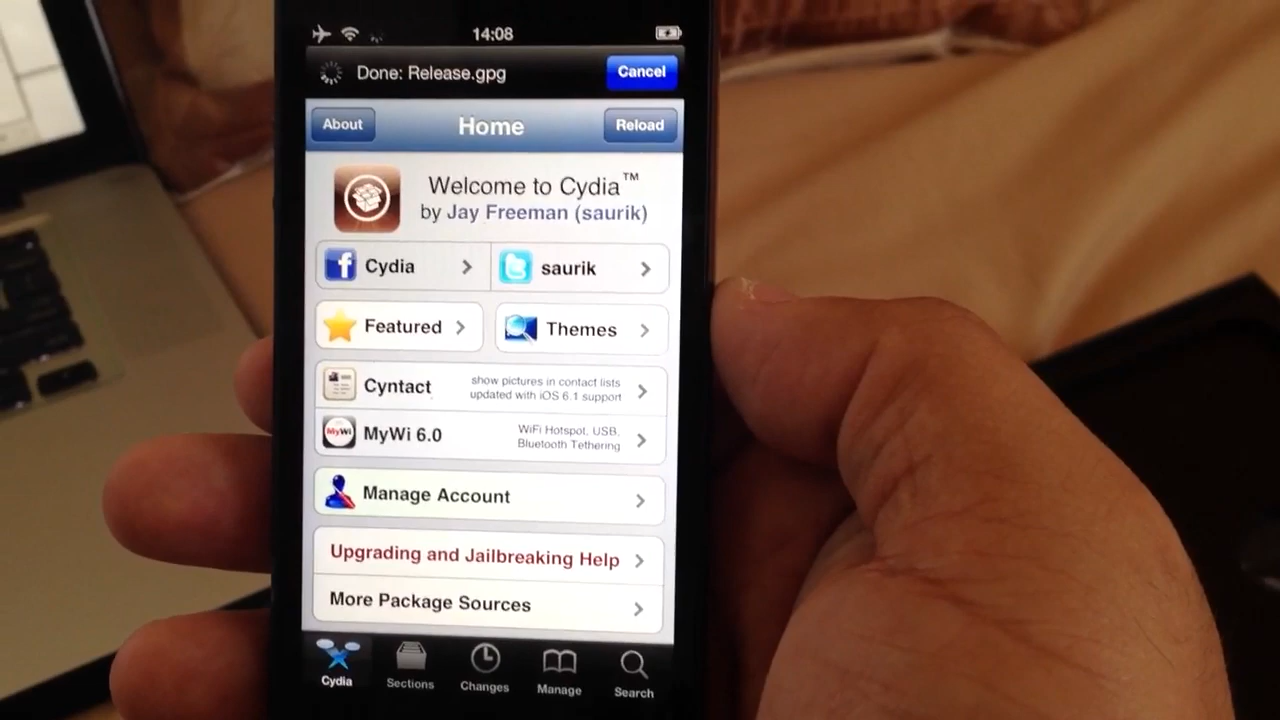 14:08
Done: Release.gpg
Cancel
About
Home
Reload
Welcome to Cydia™
by Jay Freeman (saurik)
Cydia
saurik
Featured
Themes
Cyntact
show pictures in contact lists
updated with iOS 6.1 support
MyWi
MyWi 6.0
WiFi Hotspot, USB,
Bluetooth Tethering
Manage Account
Upgrading and Jailbreaking Help
More Package Sources
Cydia
Sections
Changes
Manage
Search